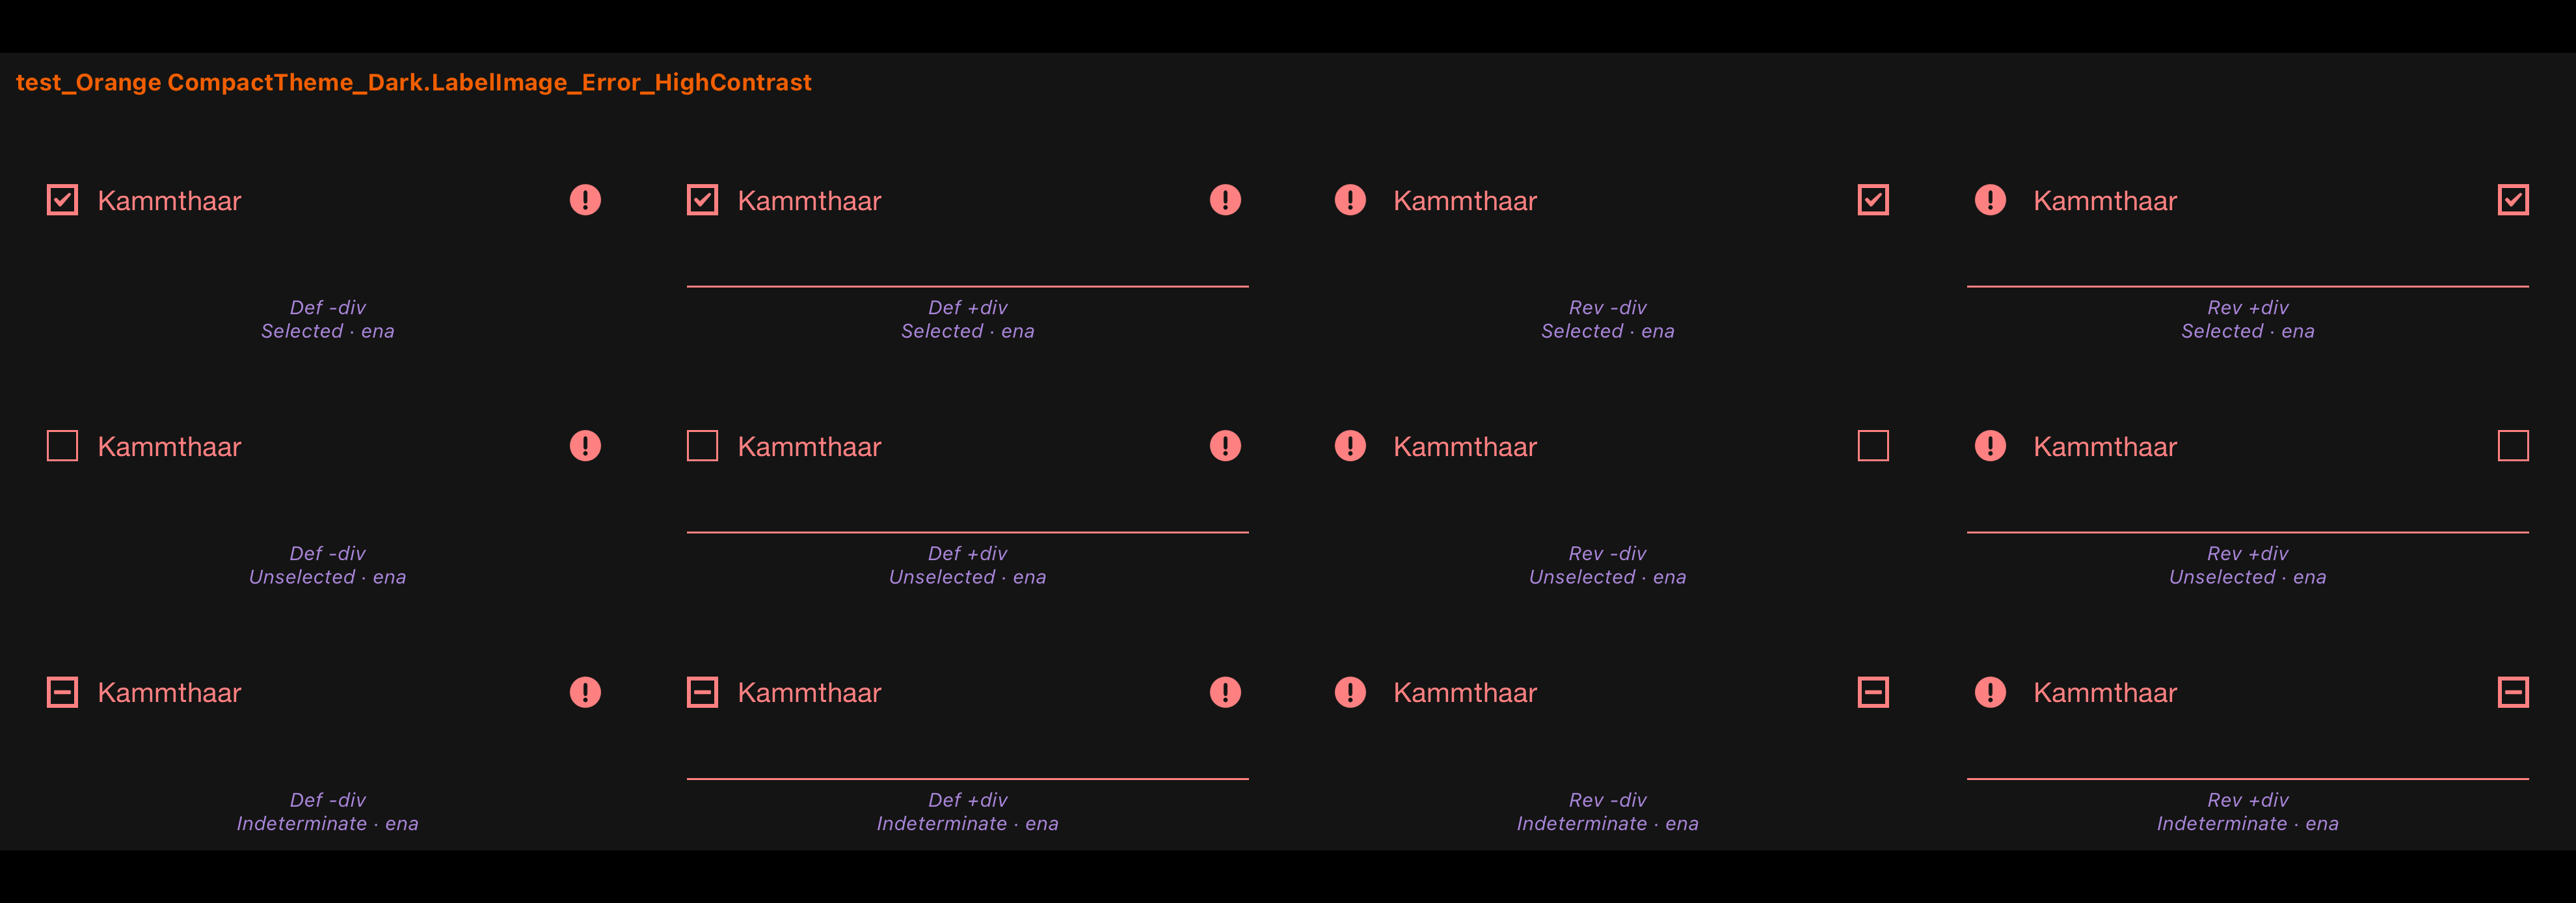 test_Orange CompactTheme_Dark.LabelImage_Error_HighContrast
Kammthaar
Kammthaar
Kammthaar
Kammthaar
Def -div
Selected · ena
Def +div
Selected · ena
Rev -div
Selected · ena
Rev +div
Selected · ena
Kammthaar
Kammthaar
Kammthaar
Kammthaar
Def -div
Unselected · ena
Def +div
Unselected · ena
Rev -div
Unselected · ena
Rev +div
Unselected · ena
Kammthaar
Kammthaar
Kammthaar
Kammthaar
Def -div
Indeterminate · ena
Def +div
Indeterminate · ena
Rev -div
Indeterminate · ena
Rev +div
Indeterminate · ena